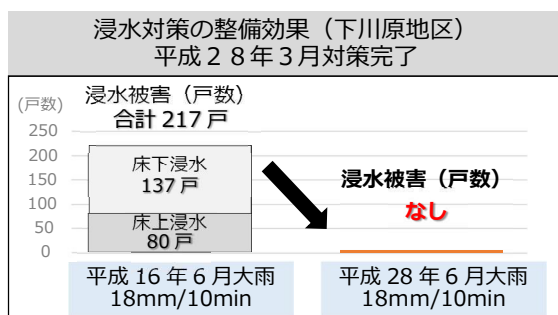 浸水対策の整備効果（下川原地区）
平成２８年３月対策完了
(戸数)
浸水被害（戸数）
合計 217 戸
250
200
150
100
50
0
床下浸水
137 戸
床上浸水
80 戸
浸水被害（戸数）
なし
平成 16 年 6 月大雨
18mm/10min
平成 28 年 6 月大雨
18mm/10min